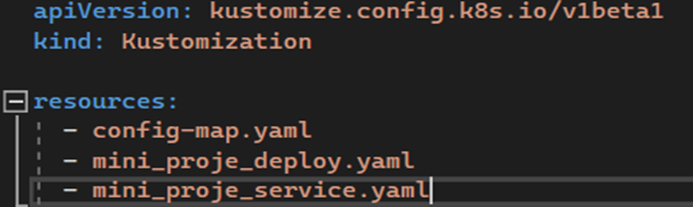 apiVersion: kustomize.config.k8s.io/v1beta1
kind: Kustomization
resources:
- config-map.yaml
- mini_proje_deploy.yaml
- mini_proje_service.yaml